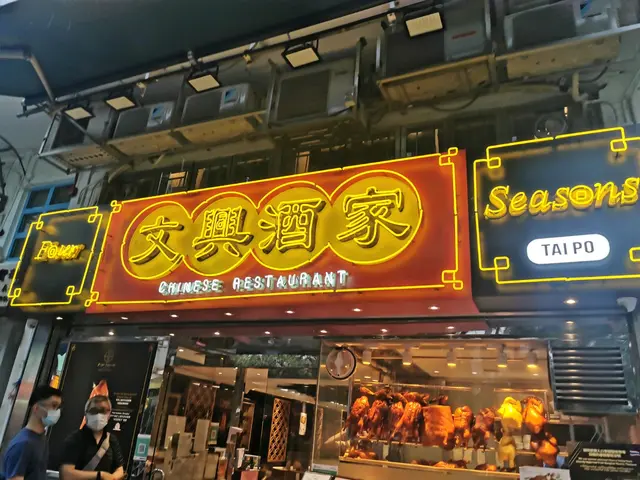 Four
文興酒家
CHINESE RESTAURANT
Seasons
TAI PO